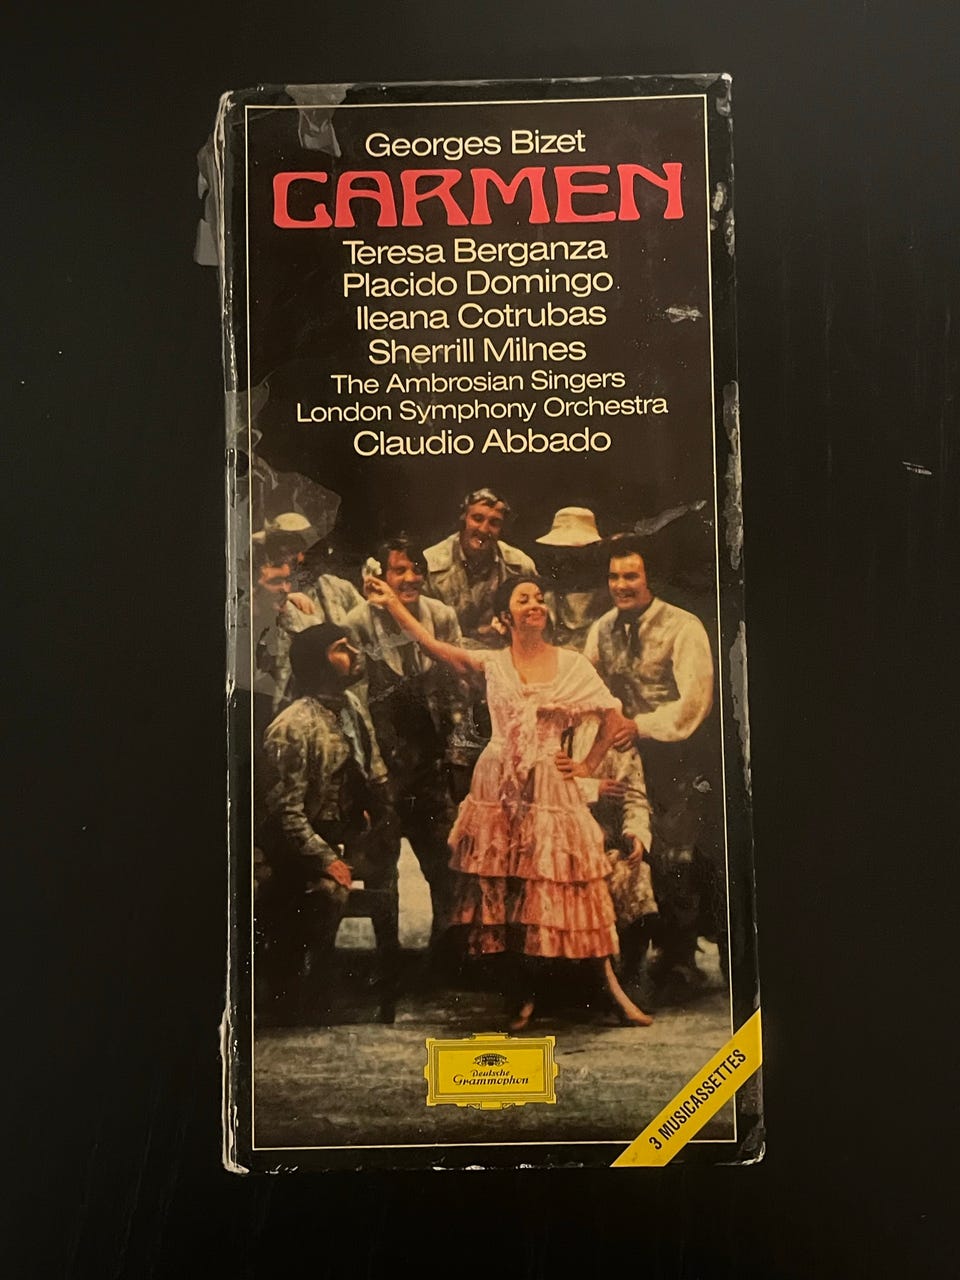 Georges Bizet
CARMEN
Teresa Berganza
Placido Domingo
Ileana Cotrubas
Sherrill Milnes
The Ambrosian Singers
London Symphony Orchestra
Claudio Abbado
Deutsche
Grammophon
3 MUSICASSETTES